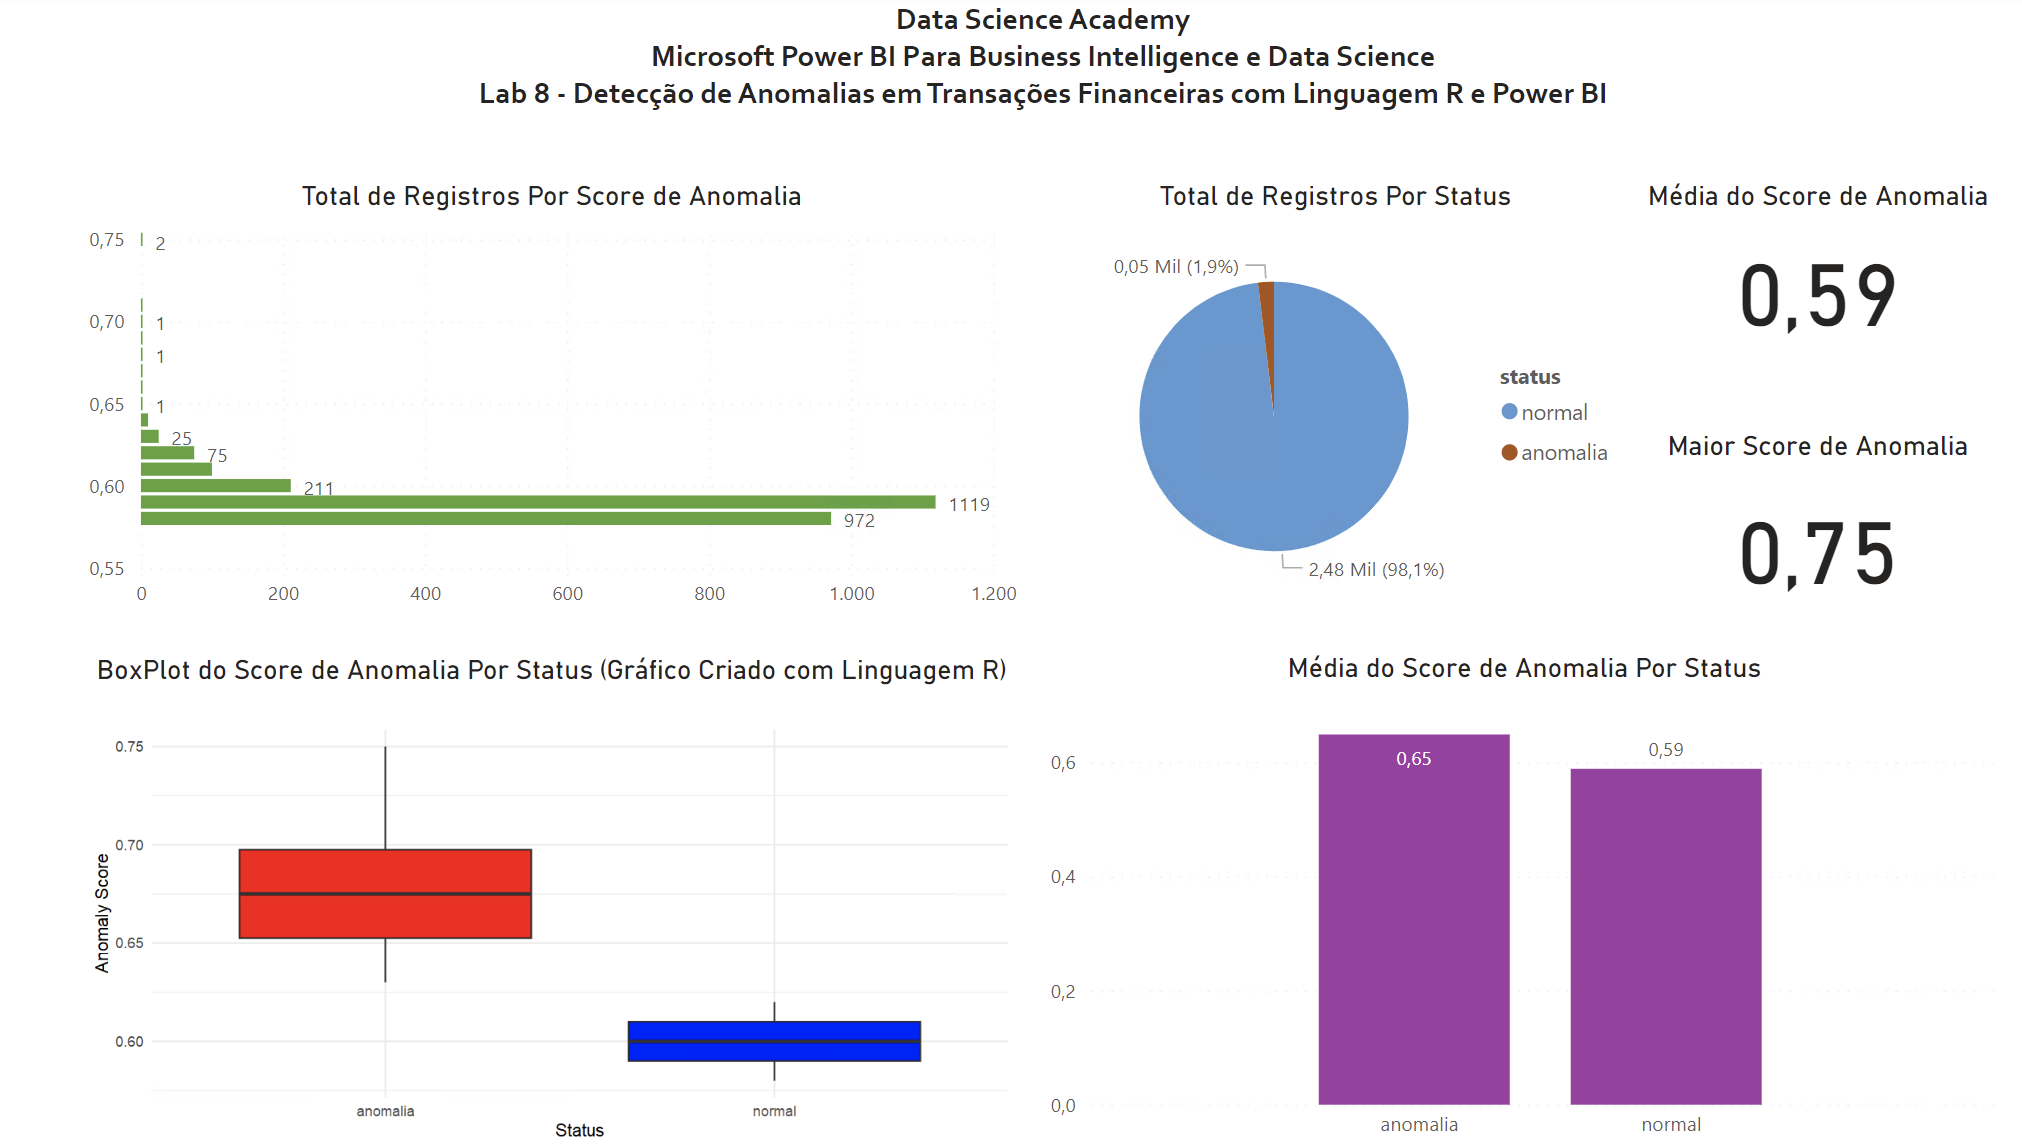 Data Science Academy
Microsoft Power BI Para Business Intelligence e Data Science
Lab 8 - Detecção de Anomalias em Transações Financeiras com Linguagem R e Power BI
Total de Registros Por Score de Anomalia
0,75
2
0,70
1
1
0,65
1
25
75
0,60
211
1119
972
0,55
0
200
400
600
800
1.000
1.200
Total de Registros Por Status
0,05 Mil (1,9%)
2,48 Mil (98,1%)
status
normal
anomalia
Média do Score de Anomalia
0,59
Maior Score de Anomalia
0,75
BoxPlot do Score de Anomalia Por Status (Gráfico Criado com Linguagem R)
Anomaly Score
0.75
0.70
0.65
0.60
anomalia
normal
Status
Média do Score de Anomalia Por Status
0,6
0,4
0,2
0,0
0,65
0,59
anomalia
normal